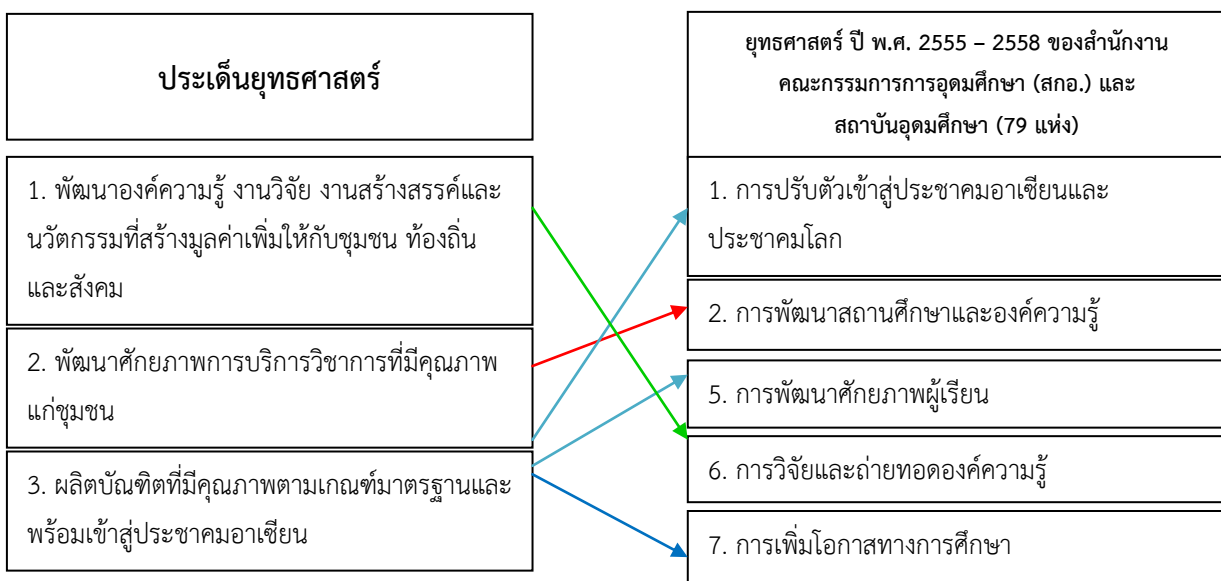 ประเด็นยุทธศาสตร์
1. พัฒนาองค์ความรู้ งานวิจัย งานสร้างสรรค์และ
นวัตกรรมที่สร้างมูลค่าเพิ่มให้กับชุมชน ท้องถิ่น
และสังคม
2. พัฒนาศักยภาพการบริการวิชาการที่มีคุณภาพ
แก่ชุมชน
3. ผลิตบัณฑิตที่มีคุณภาพตามเกณฑ์มาตรฐานและ
พร้อมเข้าสู่ประชาคมอาเซียน
ยุทธศาสตร์ ปี พ.ศ. 2555 – 2558 ของสำนักงาน
คณะกรรมการการอุดมศึกษา (สกอ.) และ
สถาบันอุดมศึกษา (79 แห่ง)
1. การปรับตัวเข้าสู่ประชาคมอาเซียนและ
ประชาคมโลก
2. การพัฒนาสถานศึกษาและองค์ความรู้
5. การพัฒนาศักยภาพผู้เรียน
6. การวิจัยและถ่ายทอดองค์ความรู้
7. การเพิ่มโอกาสทางการศึกษา